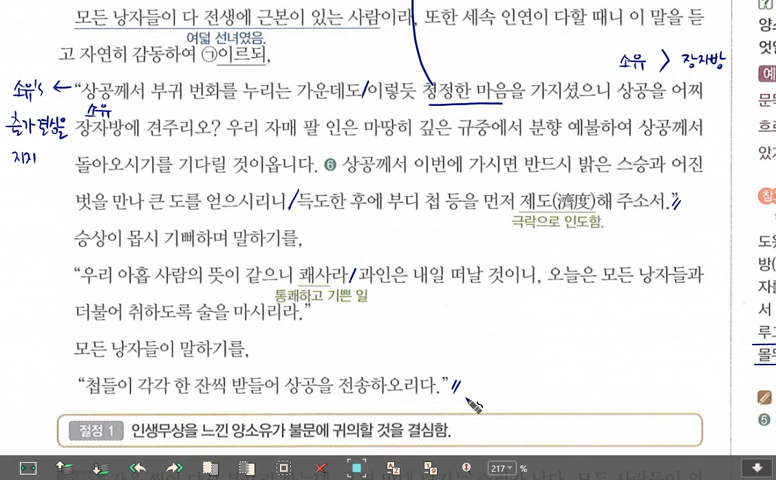 모든 낭자들이 다 전생에 근본이 있는 사람이라, 또한 세속 인연이 다할 때니 이 말을 듣
여덟 선녀였음.
고 자연히 감동하여 ㉠이르되,
소유 > 장자방
소유's ← “상공께서 부귀 번화를 누리는 가운데도/이렇듯 청정한 마음을 가지셨으니 상공을 어찌
소유
출가 결심을 장자방에 견주리오? 우리 자매 팔 인은 마땅히 깊은 규중에서 분향 예불하여 상공께서
지지 돌아오시기를 기다릴 것이옵니다. ❻ 상공께서 이번에 가시면 반드시 밝은 스승과 어진
벗을 만나 큰 도를 얻으시리니/득도한 후에 부디 첩 등을 먼저 제도(濟度)해 주소서.”//
극락으로 인도함.
승상이 몹시 기뻐하며 말하기를,
“우리 아홉 사람의 뜻이 같으니 쾌사라/과인은 내일 떠날 것이니, 오늘은 모든 낭자들과
통쾌하고 기쁜 일
더불어 취하도록 술을 마시리라.”
모든 낭자들이 말하기를,
“첩들이 각각 한 잔씩 받들어 상공을 전송하오리다.”//
절정 1 인생무상을 느낀 양소유가 불문에 귀의할 것을 결심함.
217 %